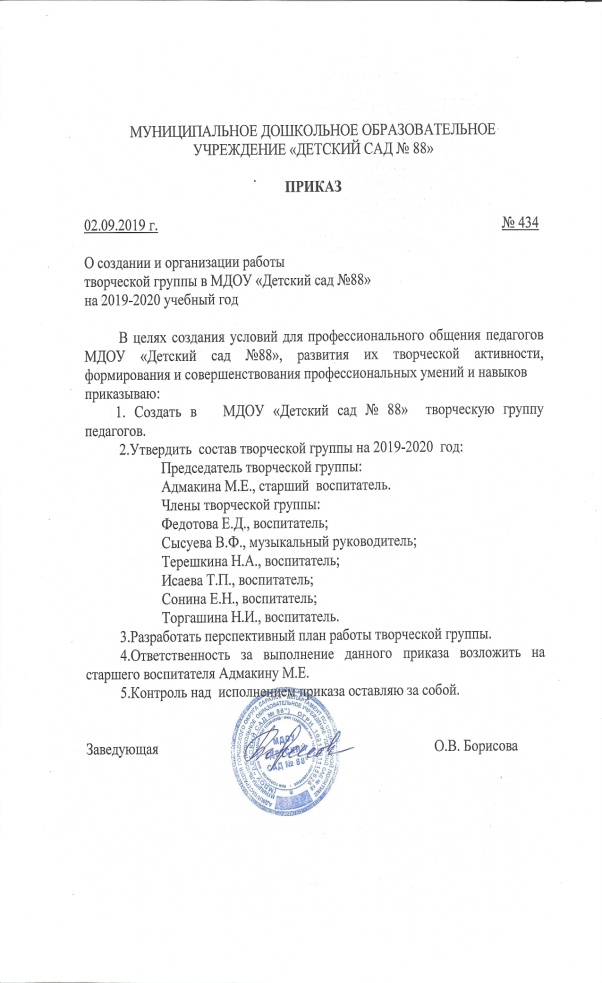 МУНИЦИПАЛЬНОЕ ДОШКОЛЬНОЕ ОБРАЗОВАТЕЛЬНОЕ
УЧРЕЖДЕНИЕ «ДЕТСКИЙ САД № 88»
ПРИКАЗ
02.09.2019 г. № 434
О создании и организации работы
творческой группы в МДОУ «Детский сад №88»
на 2019-2020 учебный год
В целях создания условий для профессионального общения педагогов
МДОУ «Детский сад №88», развития их творческой активности,
формирования и совершенствования профессиональных умений и навыков
приказываю:
1. Создать в МДОУ «Детский сад № 88» творческую группу
педагогов.
2.Утвердить состав творческой группы на 2019-2020 год:
Председатель творческой группы:
Адмакина М.Е., старший воспитатель.
Члены творческой группы:
Федотова Е.Д., воспитатель;
Сысуева В.Ф., музыкальный руководитель;
Терешкина Н.А., воспитатель;
Исаева Т.П., воспитатель;
Сонина Е.Н., воспитатель;
Торгашина Н.И., воспитатель.
3.Разработать перспективный план работы творческой группы.
4.Ответственность за выполнение данного приказа возложить на
старшего воспитателя Адмакину М.Е.
5.Контроль над исполнением приказа оставляю за собой.
Заведующая О.В. Борисова
САД № 88